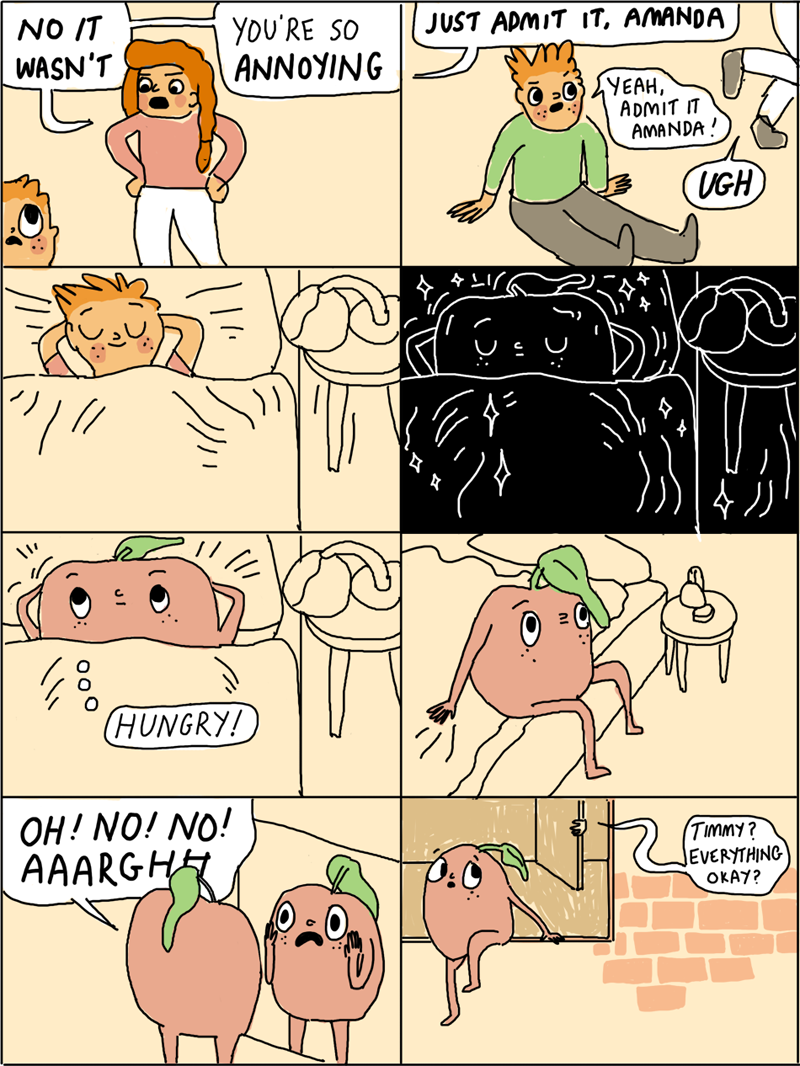 NO IT
WASN'T
YOU'RE SO
ANNOYING
JUST ADMIT IT, AMANDA
YEAH,
ADMIT IT
AMANDA!
UGH
HUNGRY!
OH! NO! NO!
AAARGHH
TIMMY?
EVERYTHING
OKAY?